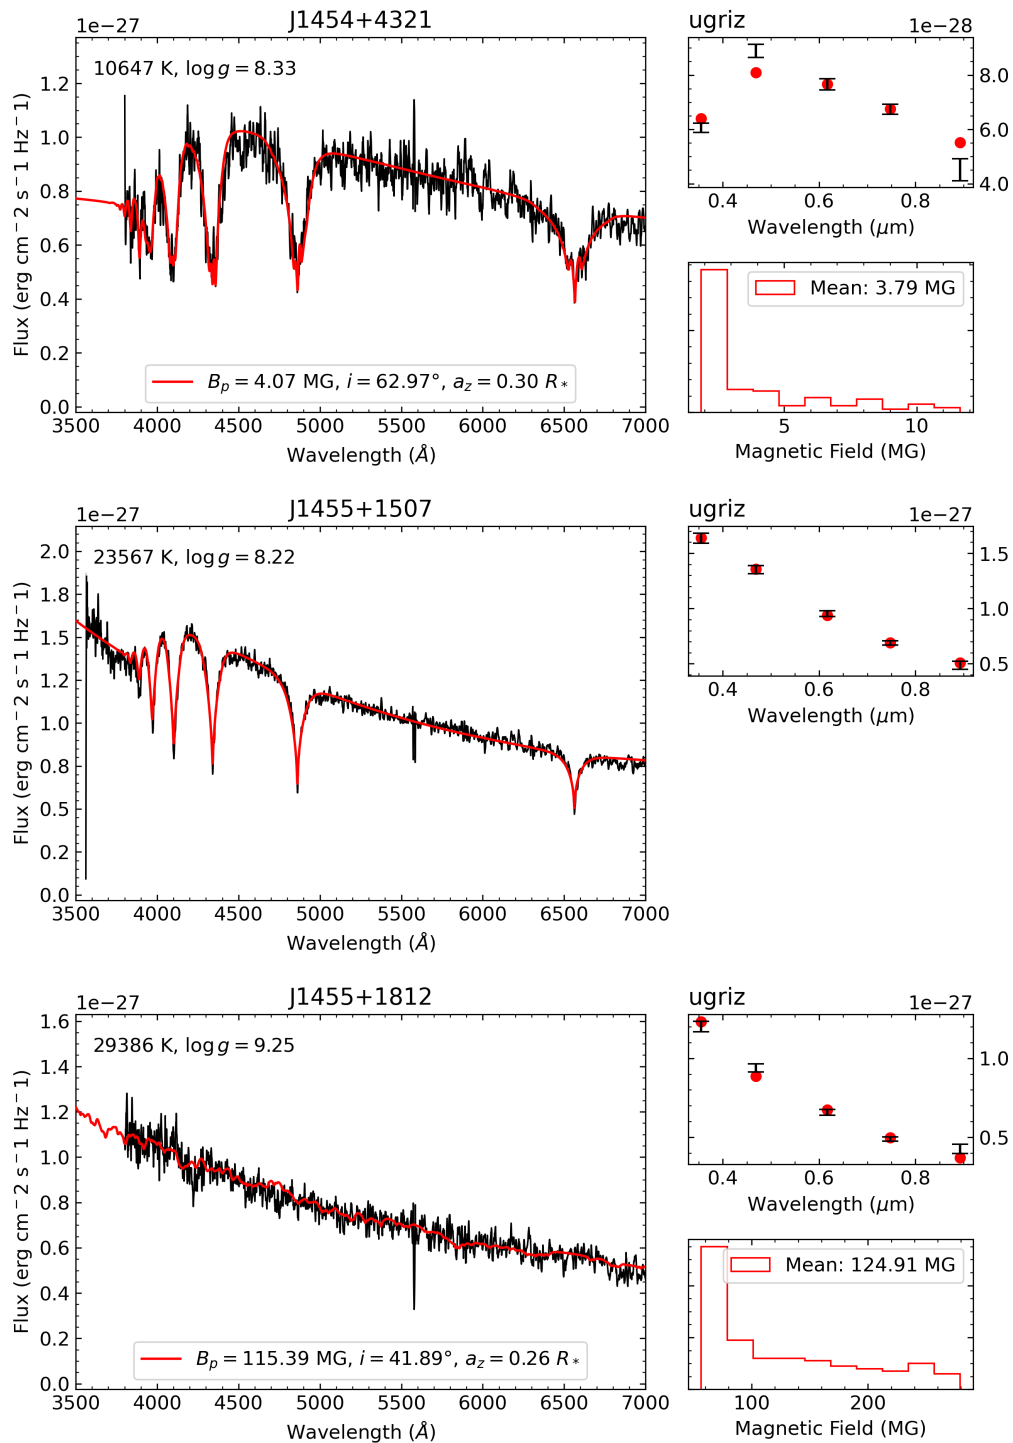 1e−27
J1454+4321
10647 K, log g = 8.33
1.2
1.0
0.8
0.6
0.4
0.2
0.0
Flux (erg cm−2 s−1 Hz−1)
B_p = 4.07 MG, i = 62.97°, a_z = 0.30 R_*
3500 4000 4500 5000 5500 6000 6500 7000
Wavelength (Å)
ugriz
1e−28
8.0
6.0
4.0
0.4 0.6 0.8
Wavelength (μm)
Mean: 3.79 MG
5 10
Magnetic Field (MG)
1e−27
J1455+1507
23567 K, log g = 8.22
2.0
1.8
1.5
1.2
1.0
0.8
0.5
0.2
0.0
Flux (erg cm−2 s−1 Hz−1)
3500 4000 4500 5000 5500 6000 6500 7000
Wavelength (Å)
ugriz
1e−27
1.5
1.0
0.5
0.4 0.6 0.8
Wavelength (μm)
1e−27
J1455+1812
29386 K, log g = 9.25
1.6
1.4
1.2
1.0
0.8
0.6
0.4
0.2
0.0
Flux (erg cm−2 s−1 Hz−1)
B_p = 115.39 MG, i = 41.89°, a_z = 0.26 R_*
3500 4000 4500 5000 5500 6000 6500 7000
Wavelength (Å)
ugriz
1e−27
1.0
0.5
0.4 0.6 0.8
Wavelength (μm)
Mean: 124.91 MG
100 200
Magnetic Field (MG)